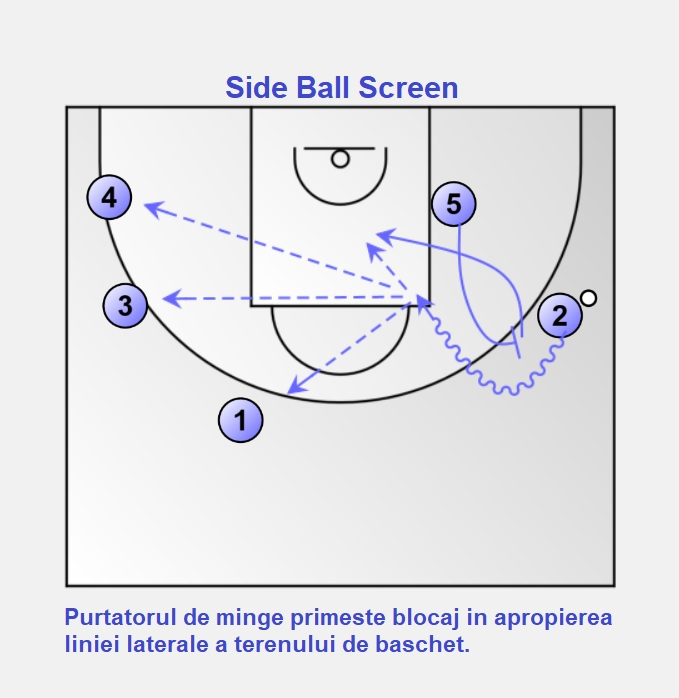 Side Ball Screen
4
5
3
2
1
Purtatorul de minge primeste blocaj in apropierea
liniei laterale a terenului de baschet.